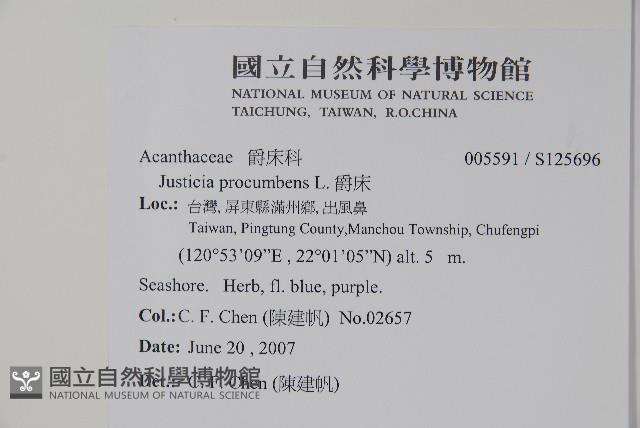 國立自然科學博物館
NATIONAL MUSEUM OF NATURAL SCIENCE
TAICHUNG, TAIWAN, R.O.CHINA
Acanthaceae 爵床科 005591 / S125696
Justicia procumbens L. 爵床
Loc.: 台灣, 屏東縣滿州鄉, 出風鼻
Taiwan, Pingtung County,Manchou Township, Chufengpi
(120°53’09”E , 22°01’05”N) alt. 5 m.
Seashore. Herb, fl. blue, purple.
Col.: C. F. Chen (陳建帆) No.02657
Date: June 20 , 2007
Det.: C. F. Chen (陳建帆)
國立自然科學博物館
NATIONAL MUSEUM OF NATURAL SCIENCE